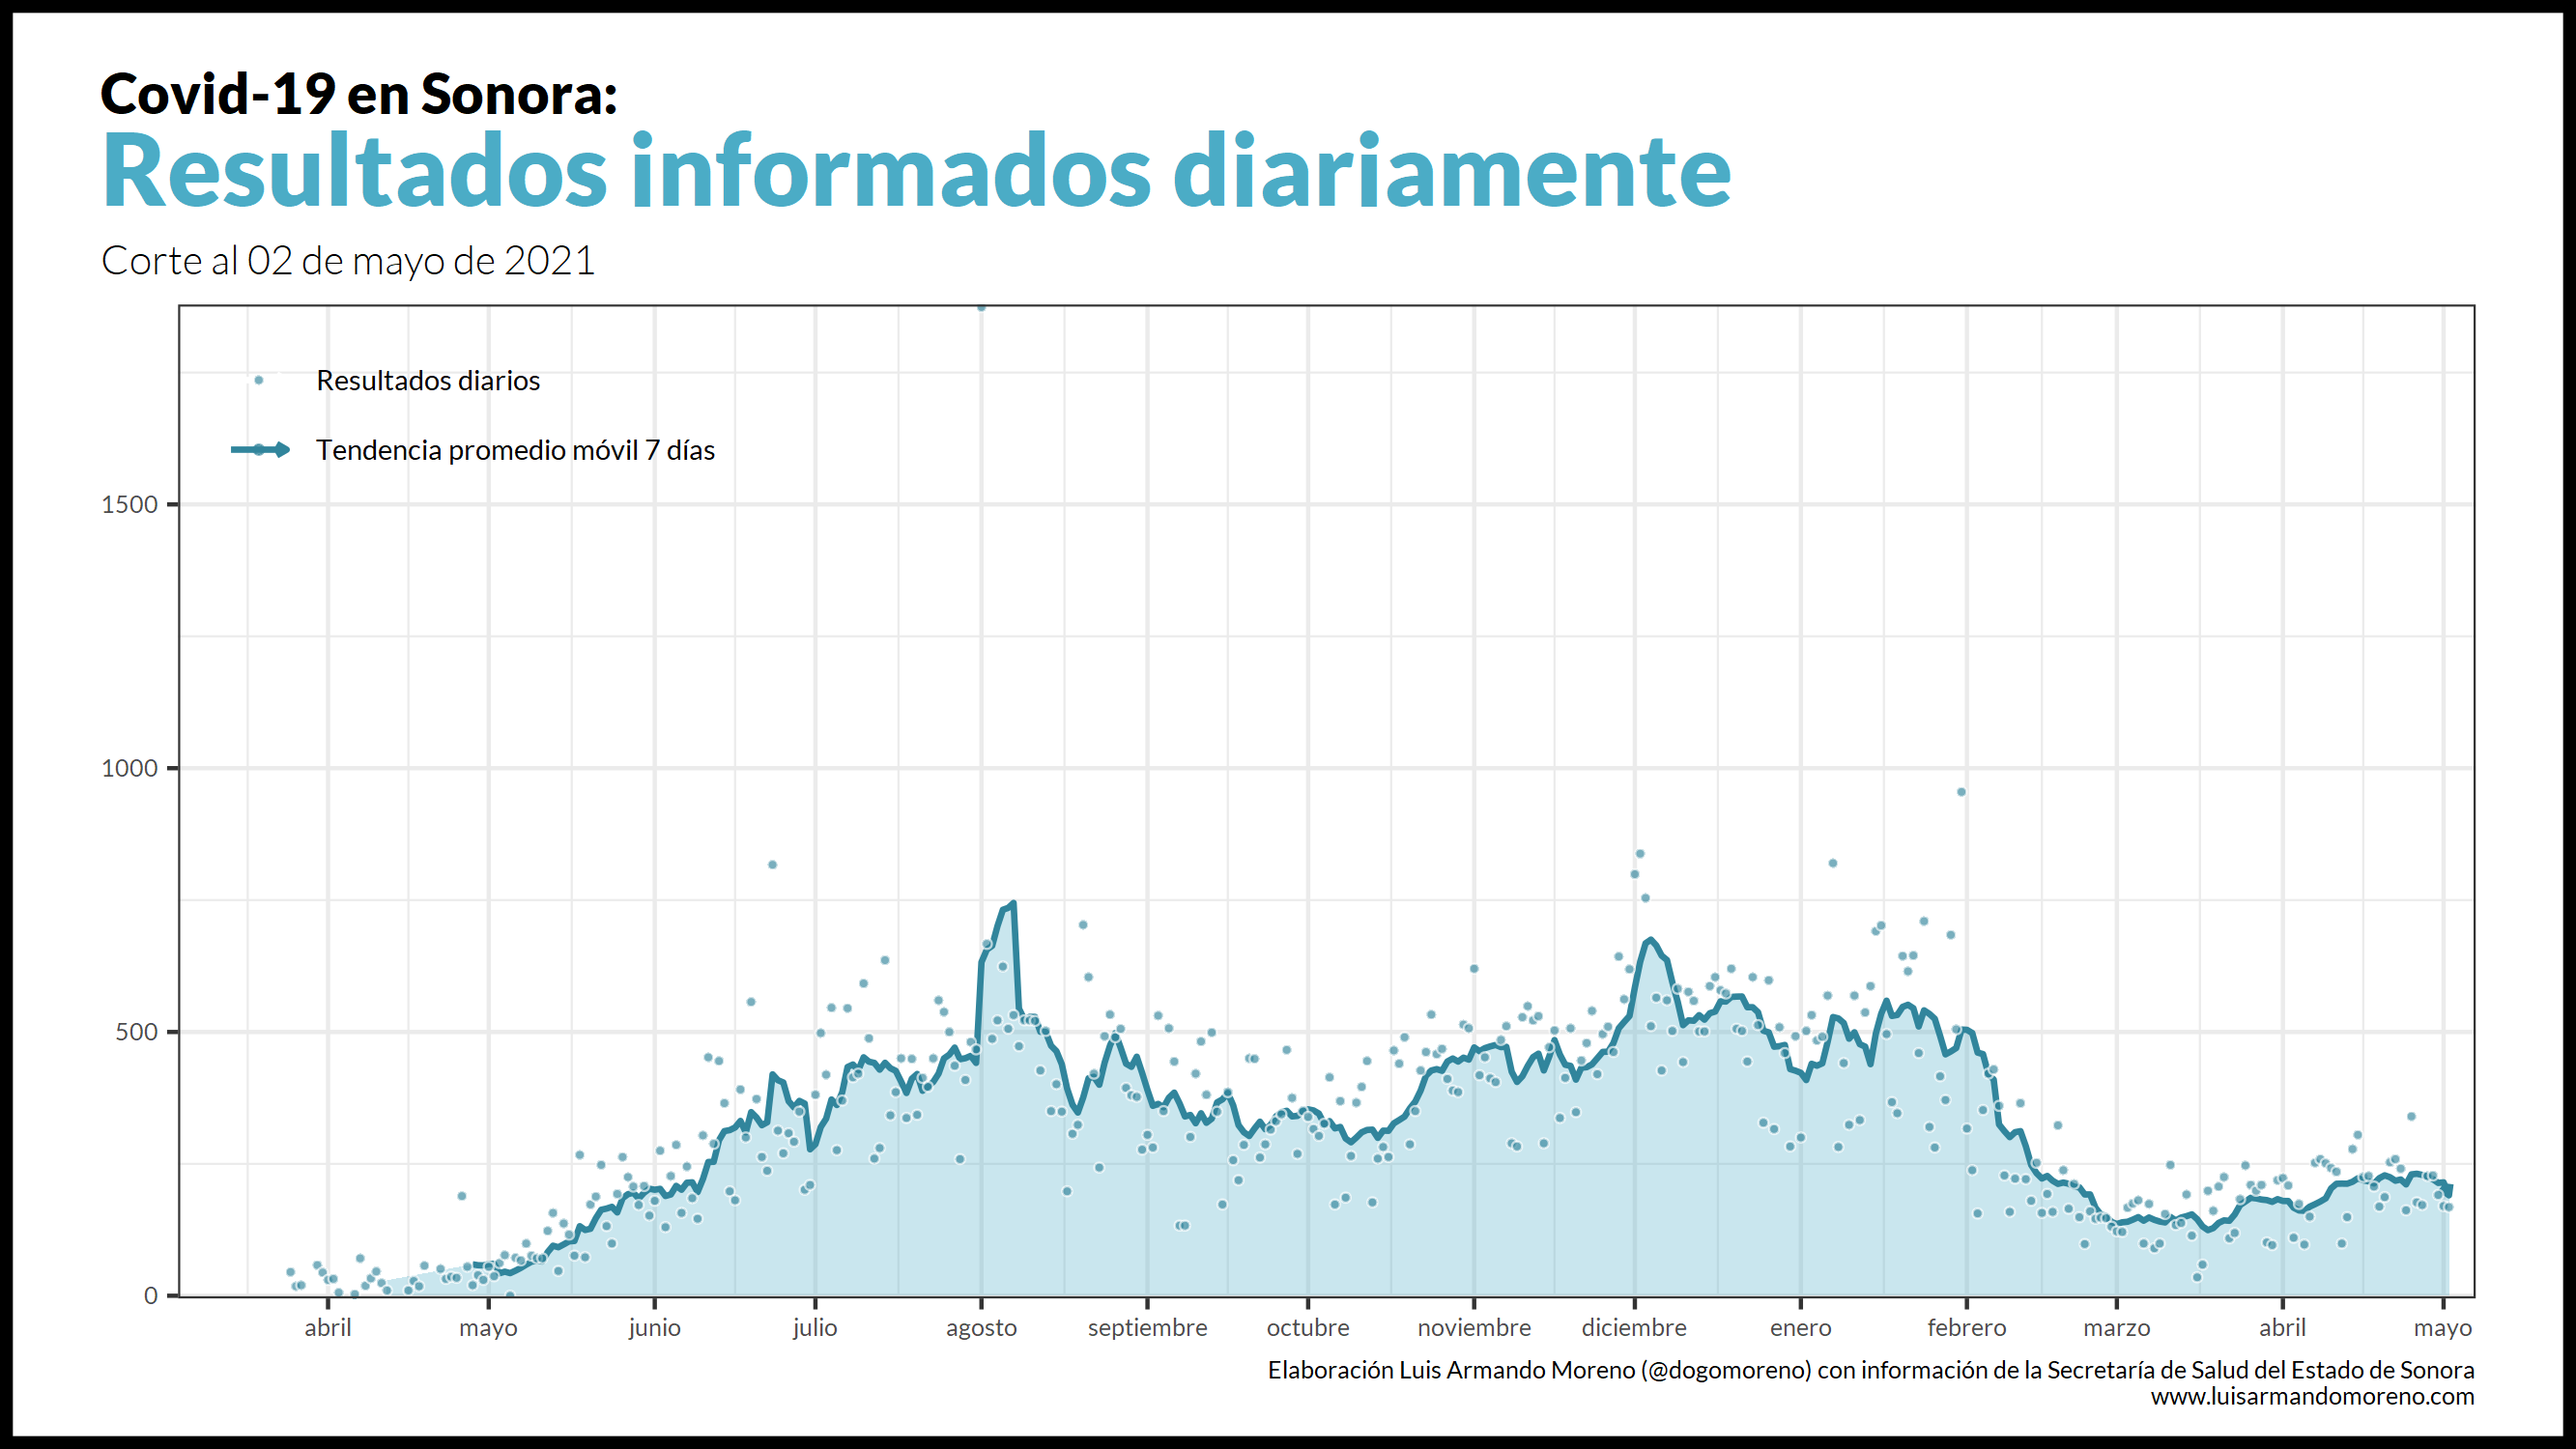 Covid-19 en Sonora:
Resultados informados diariamente
Corte al 02 de mayo de 2021
Resultados diarios
Tendencia promedio móvil 7 días
1500
1000
500
0
abril mayo junio julio agosto septiembre octubre noviembre diciembre enero febrero marzo abril mayo
Elaboración Luis Armando Moreno (@dogomoreno) con información de la Secretaría de Salud del Estado de Sonora
www.luisarmandomoreno.com